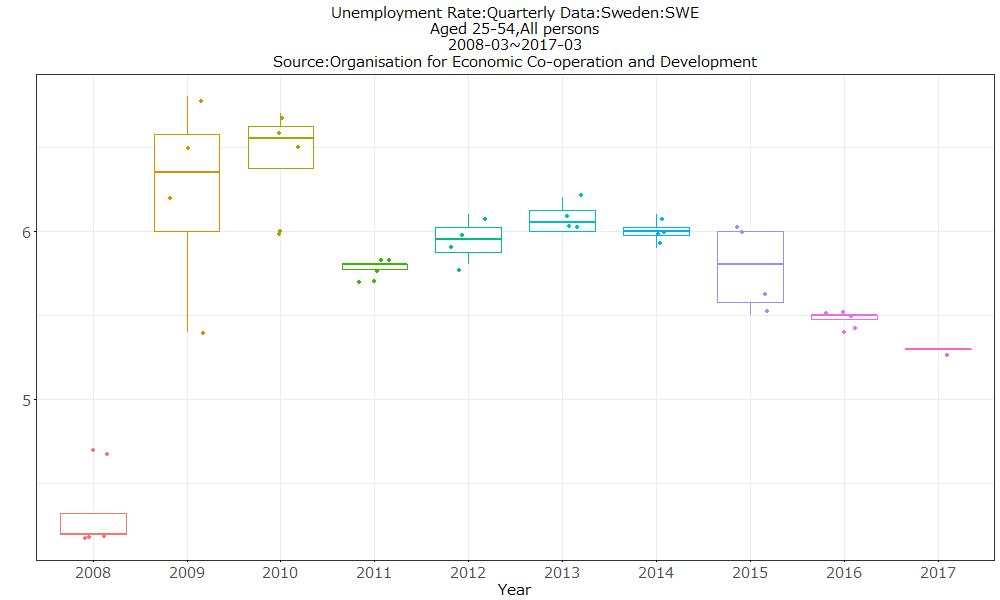 Unemployment Rate:Quarterly Data:Sweden:SWE
Aged 25-54,All persons
2008-03~2017-03
Source:Organisation for Economic Co-operation and Development
6
5
2008 2009 2010 2011 2012 2013 2014 2015 2016 2017
Year